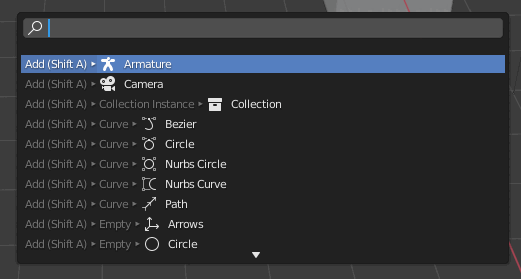 Add (Shift A) ▸ Armature
Add (Shift A) ▸ Camera
Add (Shift A) ▸ Collection Instance ▸ Collection
Add (Shift A) ▸ Curve ▸ Bezier
Add (Shift A) ▸ Curve ▸ Circle
Add (Shift A) ▸ Curve ▸ Nurbs Circle
Add (Shift A) ▸ Curve ▸ Nurbs Curve
Add (Shift A) ▸ Curve ▸ Path
Add (Shift A) ▸ Empty ▸ Arrows
Add (Shift A) ▸ Empty ▸ Circle